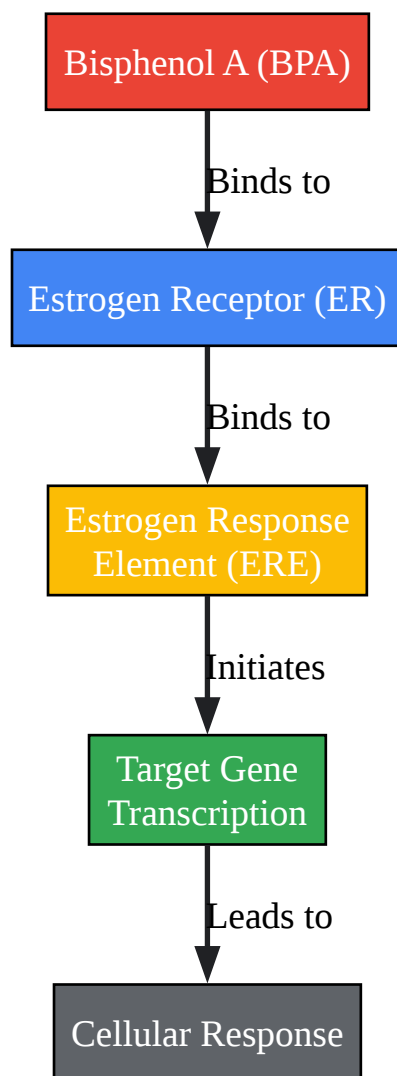 Bisphenol A (BPA)
Binds to
Estrogen Receptor (ER)
Binds to
Estrogen Response
Element (ERE)
Initiates
Target Gene
Transcription
Leads to
Cellular Response